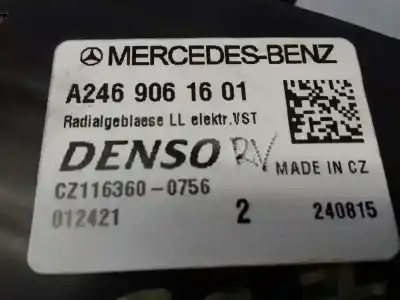 MERCEDES-BENZ
A246 906 16 01
Radialgeblaese LL elektr.VST
DENSO RV MADE IN CZ
CZ116360-0756
012421 2 240815